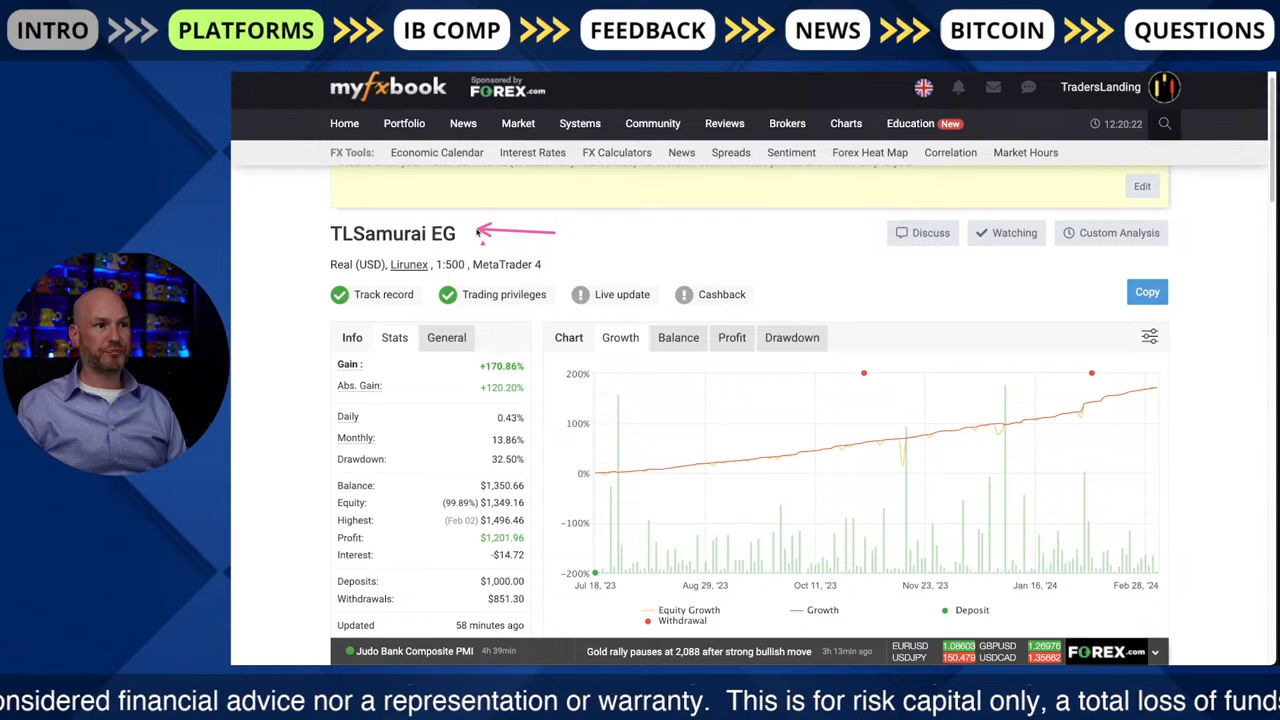 INTRO PLATFORMS IB COMP FEEDBACK NEWS BITCOIN QUESTIONS
myfxbook Sponsored by FOREX.com TradersLanding
Home Portfolio News Market Systems Community Reviews Brokers Charts Education New 12:20:22
FX Tools: Economic Calendar Interest Rates FX Calculators News Spreads Sentiment Forex Heat Map Correlation Market Hours
Edit
TLSamurai EG Discuss Watching Custom Analysis
Real (USD), Lirunex , 1:500 , MetaTrader 4
Track record Trading privileges Live update Cashback Copy
Info Stats General Chart Growth Balance Profit Drawdown
Gain : +170.86%
Abs. Gain: +120.20%
Daily 0.43%
Monthly: 13.86%
Drawdown: 32.50%
Balance: $1,350.66
Equity: (99.89%) $1,349.16
Highest: (Feb 02) $1,496.46
Profit: $1,201.96
Interest: -$14.72
Deposits: $1,000.00
Withdrawals: $851.30
Updated 58 minutes ago
200%
100%
0%
-100%
-200%
Jul 18, '23 Aug 29, '23 Oct 11, '23 Nov 23, '23 Jan 16, '24 Feb 28, '24
Equity Growth Growth Deposit
Withdrawal
Judo Bank Composite PMI 4h 39min Gold rally pauses at 2,088 after strong bullish move 3h 13min ago
EURUSD 1.08603 GBPUSD 1.26976 FOREX.com
USDJPY 150.479 USDCAD 1.35662
onsidered financial advice nor a representation or warranty. This is for risk capital only, a total loss of fund